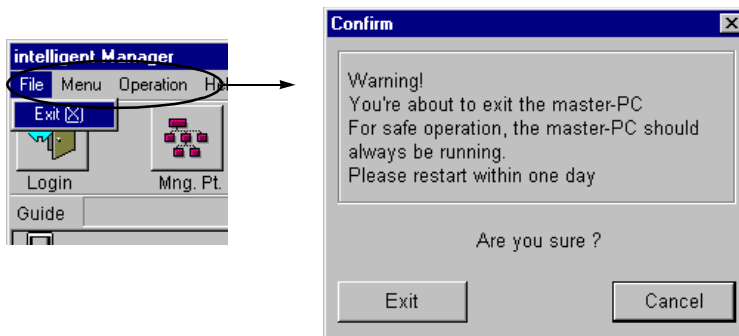 intelligent Manager
File Menu Operation
Exit (X)
Login Mng. Pt.
Guide
Confirm
Warning!
You're about to exit the master-PC
For safe operation, the master-PC should
always be running.
Please restart within one day
Are you sure ?
Exit Cancel